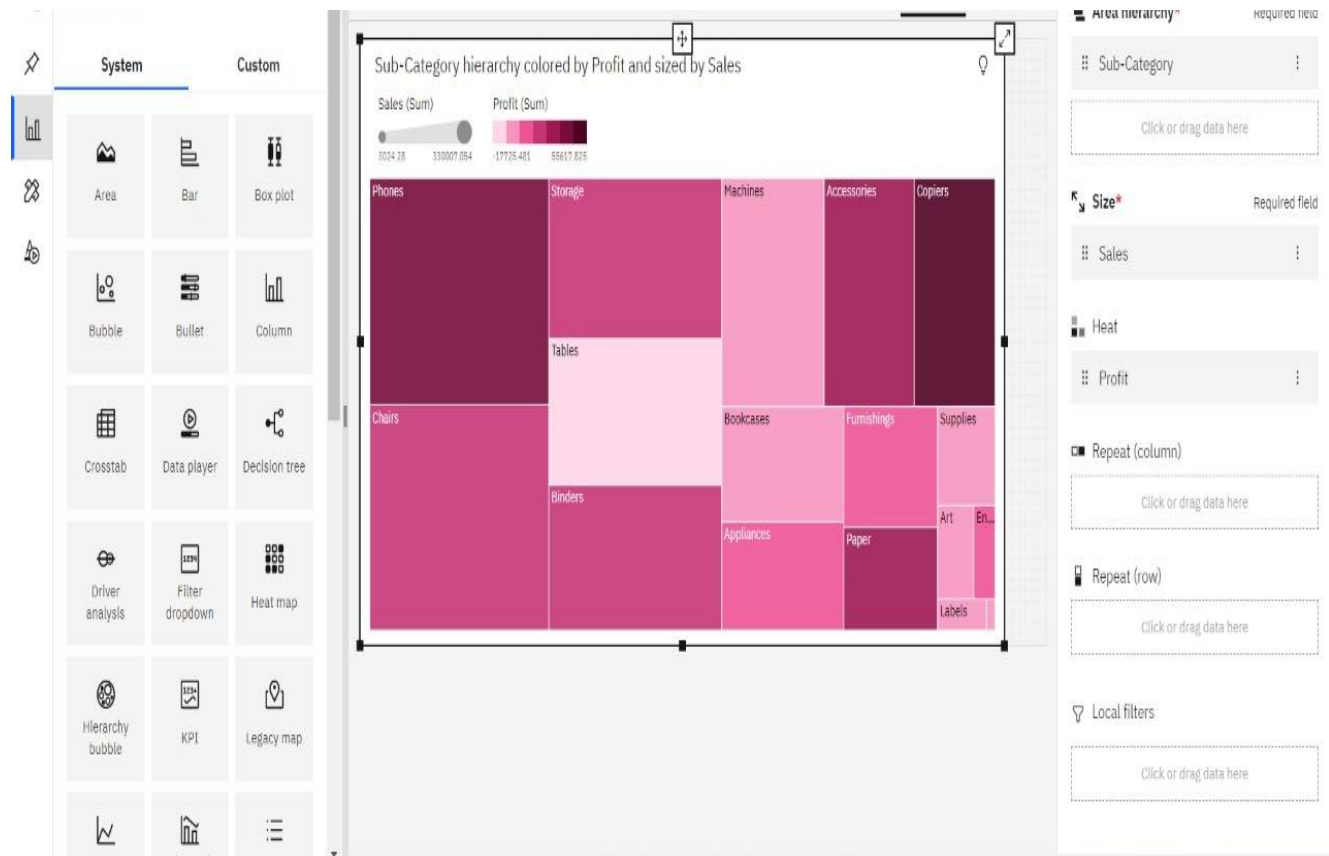 System
Custom
Area
Bar
Box plot
Bubble
Bullet
Column
Crosstab
Data player
Decision tree
Driver
analysis
Filter
dropdown
Heat map
Hierarchy
bubble
KPI
Legacy map
Sub-Category hierarchy colored by Profit and sized by Sales
Sales (Sum)
Profit (Sum)
3024.28
330007.054
-17725.481
55617.825
Phones
Storage
Machines
Accessories
Copiers
Tables
Chairs
Bookcases
Furnishings
Supplies
Binders
Art
En...
Appliances
Paper
Labels
Area hierarchy*
Required field
Sub-Category
Click or drag data here
Size*
Required field
Sales
Heat
Profit
Repeat (column)
Click or drag data here
Repeat (row)
Click or drag data here
Local filters
Click or drag data here